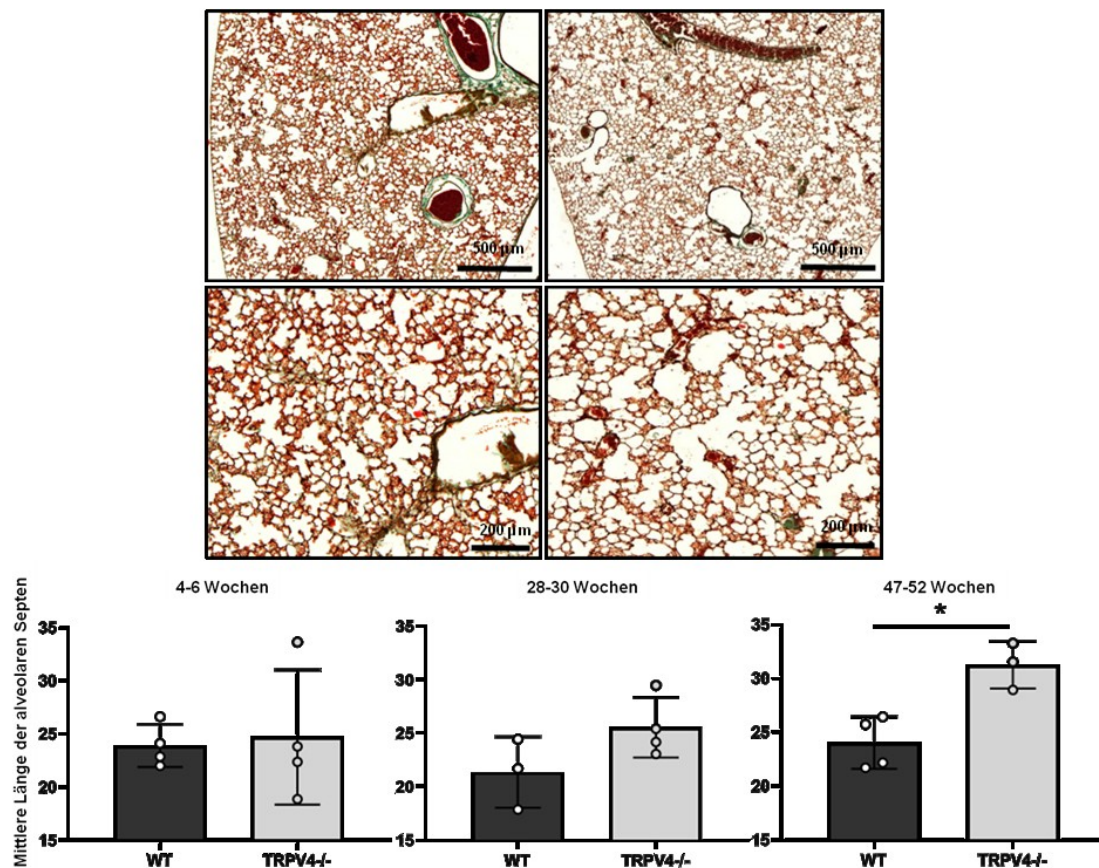 500 µm
500 µm
200 µm
200 µm
Mittlere Länge der alveolaren Septen
4-6 Wochen
28-30 Wochen
47-52 Wochen
*
35
30
25
20
15
WT
TRPV4-/-
35
30
25
20
15
WT
TRPV4-/-
35
30
25
20
15
WT
TRPV4-/-